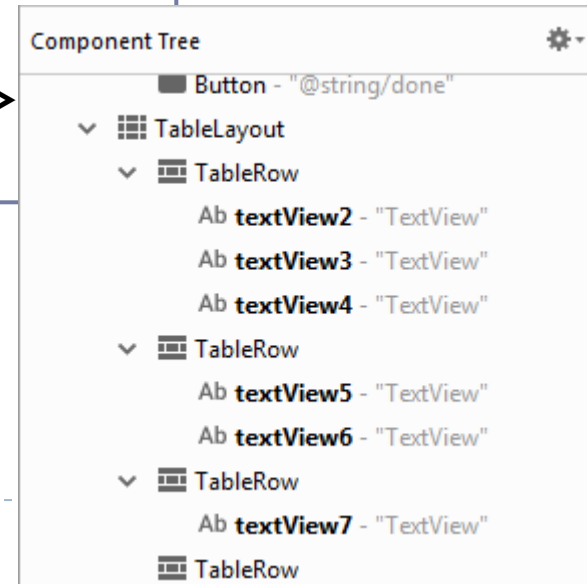 Component Tree
Button - "@string/done"
TableLayout
TableRow
Ab textView2 - "TextView"
Ab textView3 - "TextView"
Ab textView4 - "TextView"
TableRow
Ab textView5 - "TextView"
Ab textView6 - "TextView"
TableRow
Ab textView7 - "TextView"
TableRow